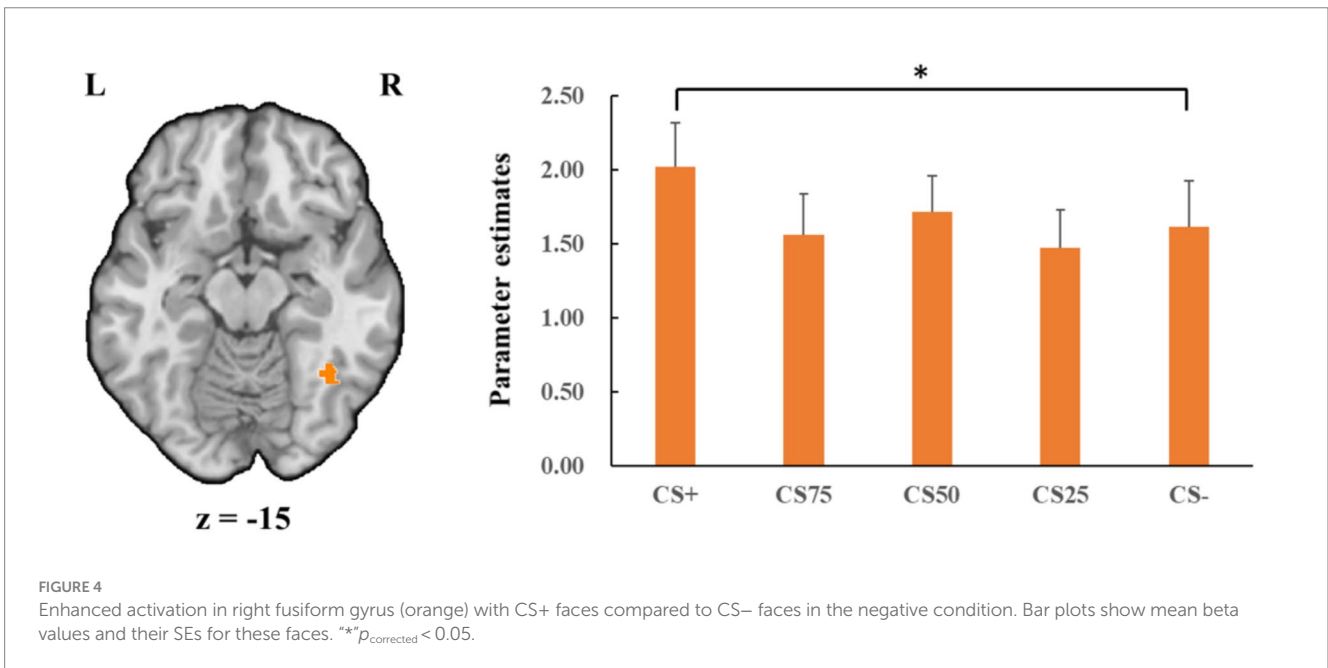 L
R
z = -15
*
Parameter estimates
2.50
2.00
1.50
1.00
0.50
0.00
CS+ CS75 CS50 CS25 CS-
FIGURE 4
Enhanced activation in right fusiform gyrus (orange) with CS+ faces compared to CS− faces in the negative condition. Bar plots show mean beta
values and their SEs for these faces. “*”pcorrected < 0.05.